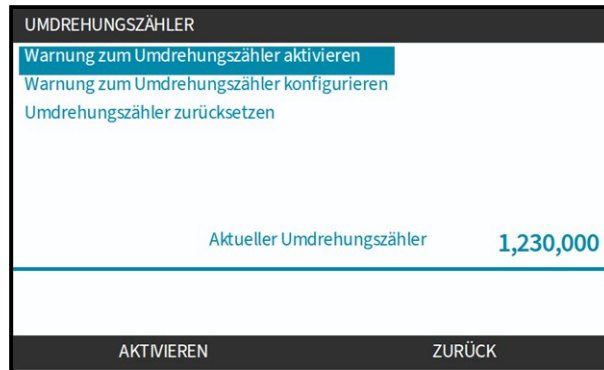 UMDREHUNGSZÄHLER
Warnung zum Umdrehungszähler aktivieren
Warnung zum Umdrehungszähler konfigurieren
Umdrehungszähler zurücksetzen
Aktueller Umdrehungszähler 1,230,000
AKTIVIEREN ZURÜCK